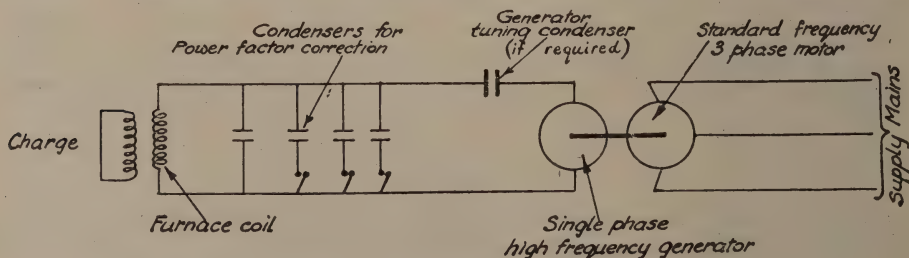 Condensers for
Power factor correction
Generator
tuning condenser
(if required)
Standard frequency
3 phase motor
Charge
Supply Mains
Furnace coil
Single phase
high frequency generator